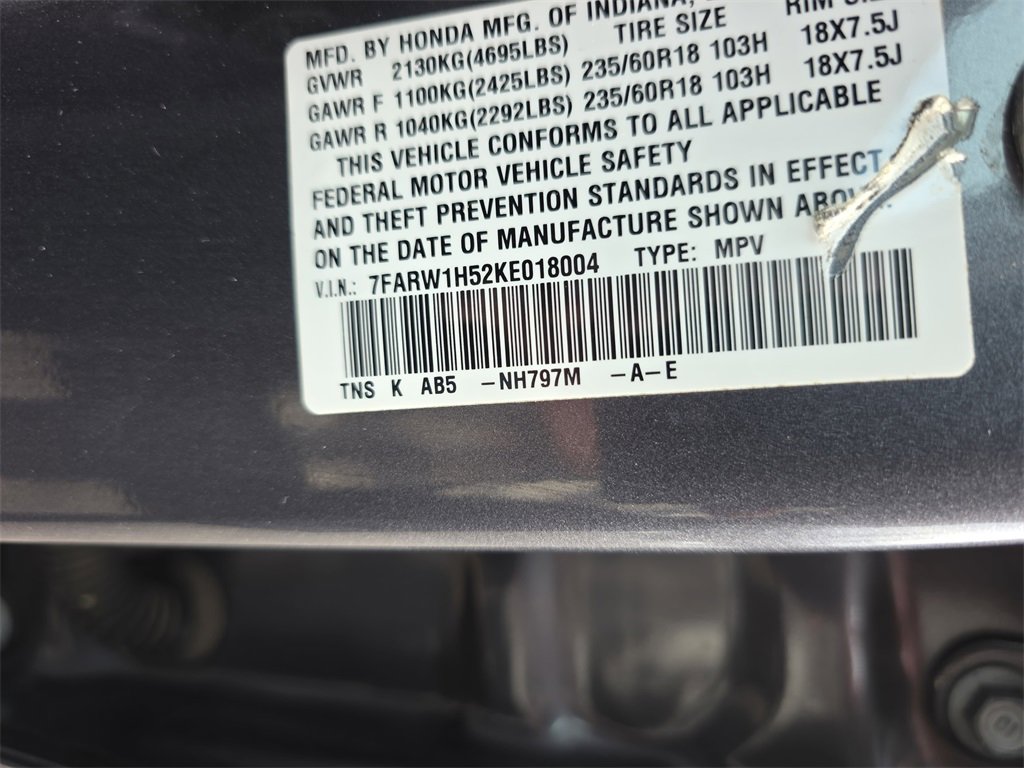 MFD. BY HONDA MFG. OF INDIANA,
GVWR 2130KG(4695LBS) TIRE SIZE RIM
GAWR F 1100KG(2425LBS) 235/60R18 103H 18X7.5J
GAWR R 1040KG(2292LBS) 235/60R18 103H 18X7.5J
THIS VEHICLE CONFORMS TO ALL APPLICABLE
FEDERAL MOTOR VEHICLE SAFETY
AND THEFT PREVENTION STANDARDS IN EFFECT
ON THE DATE OF MANUFACTURE SHOWN ABOVE.
V.I.N.: 7FARW1H52KE018004 TYPE: MPV
TNS K AB5 -NH797M -A-E